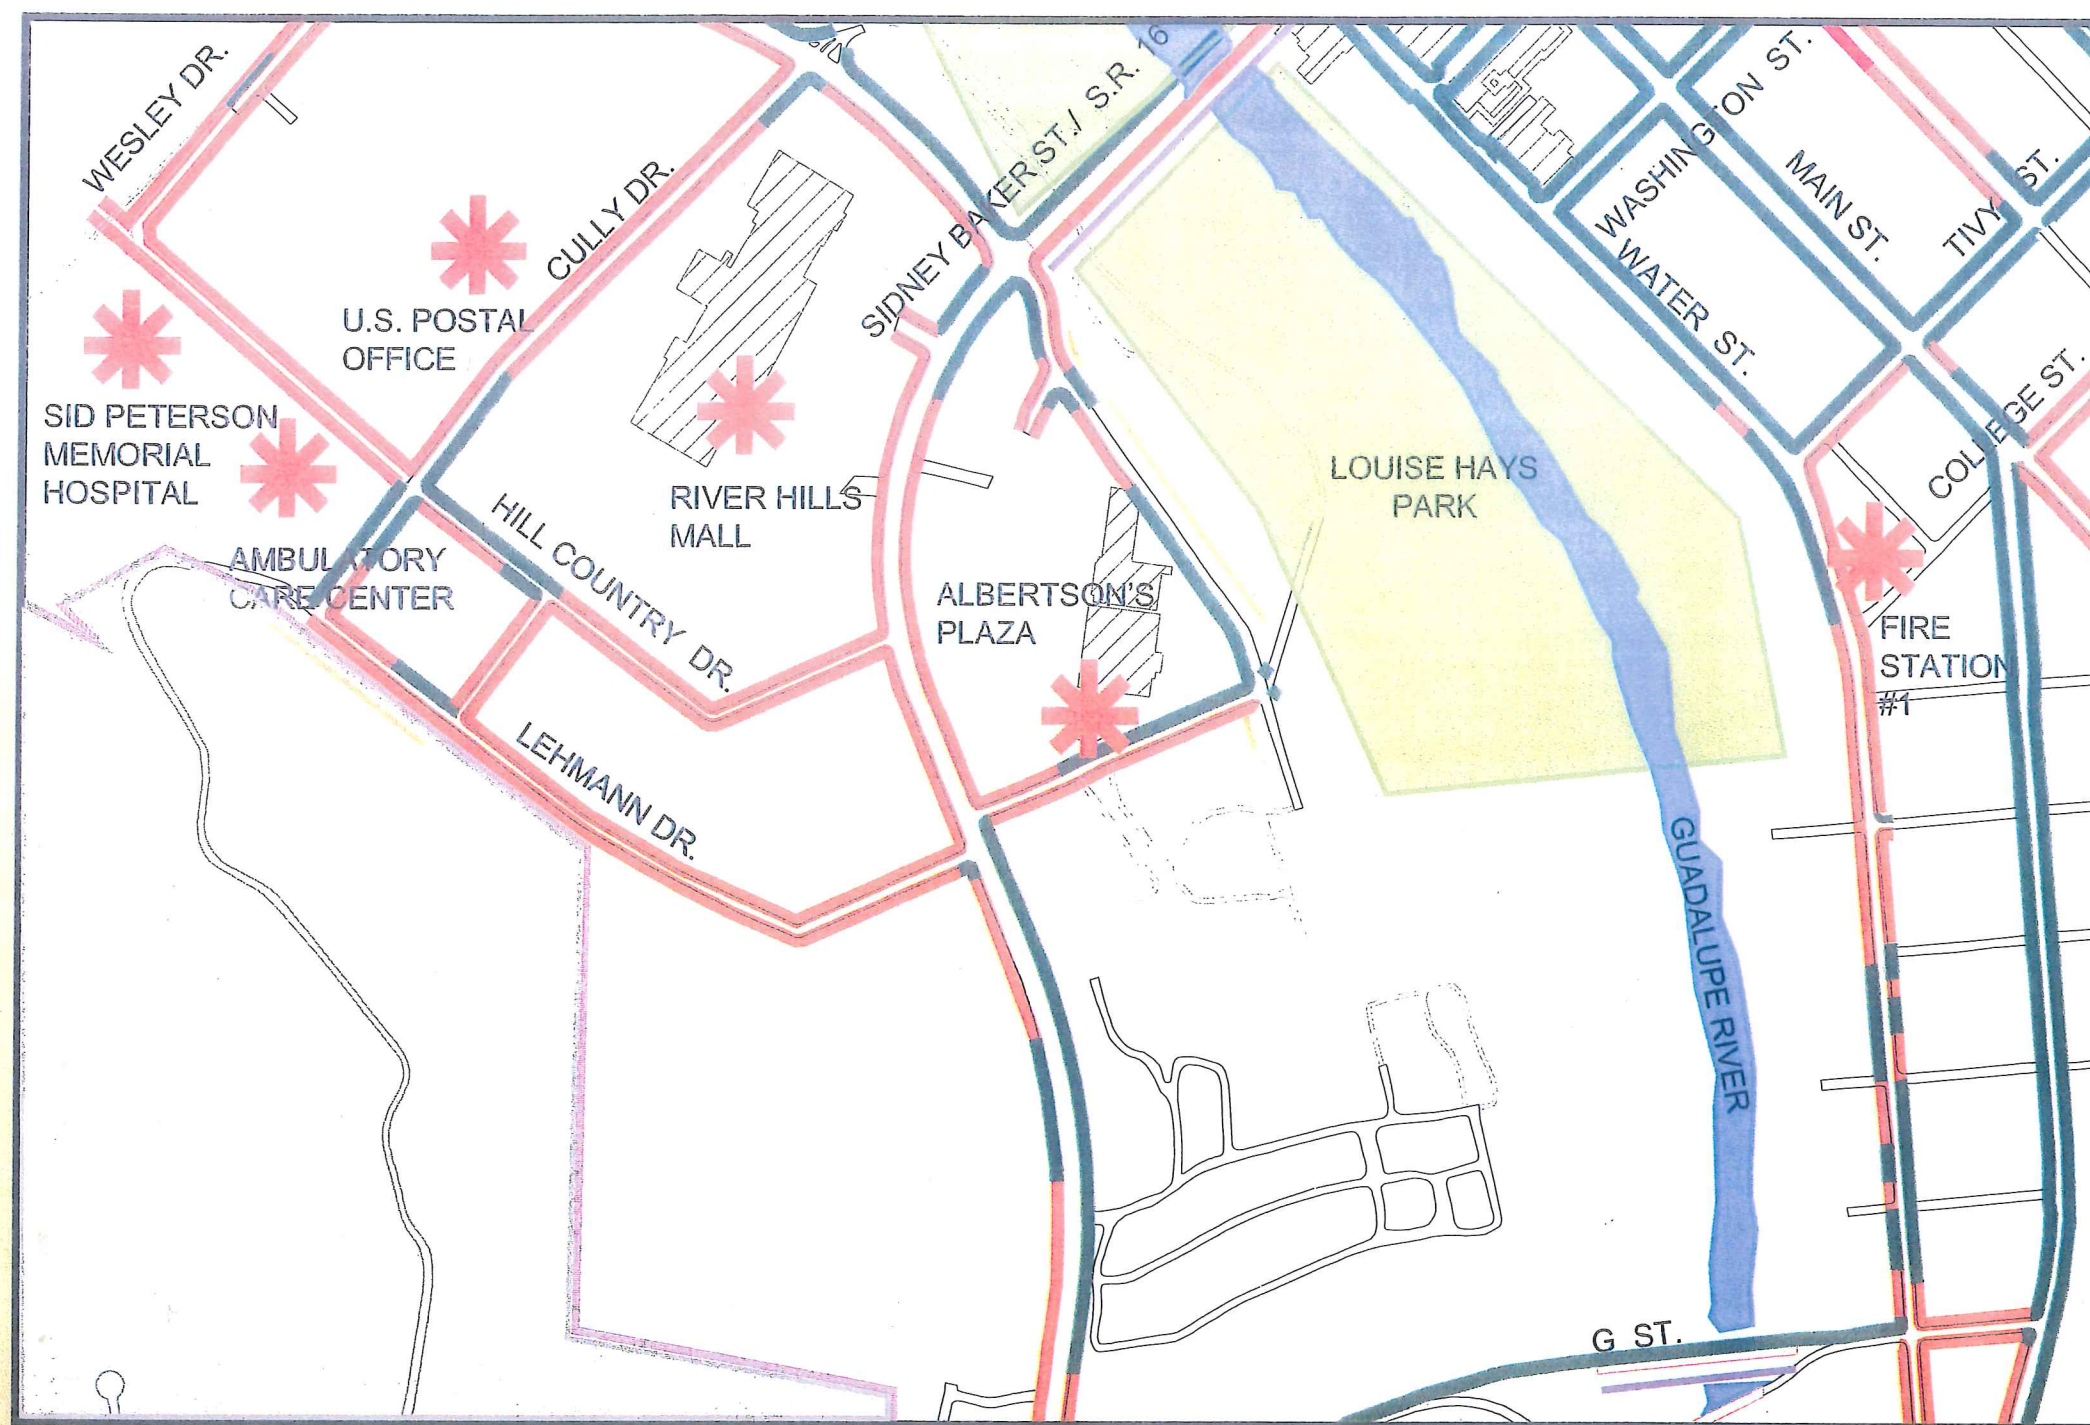 WESLEY DR.
CULLY DR.
SIDNEY BAKER ST./ S.R. 16
WASHINGTON ST.
MAIN ST.
TIVY ST.
WATER ST.
COLLEGE ST.
U.S. POSTAL
OFFICE
SID PETERSON
MEMORIAL
HOSPITAL
AMBULATORY
CARE CENTER
HILL COUNTRY DR.
RIVER HILLS
MALL
LOUISE HAYS
PARK
ALBERTSON'S
PLAZA
FIRE
STATION
#1
LEHMANN DR.
GUADALUPE RIVER
G ST.